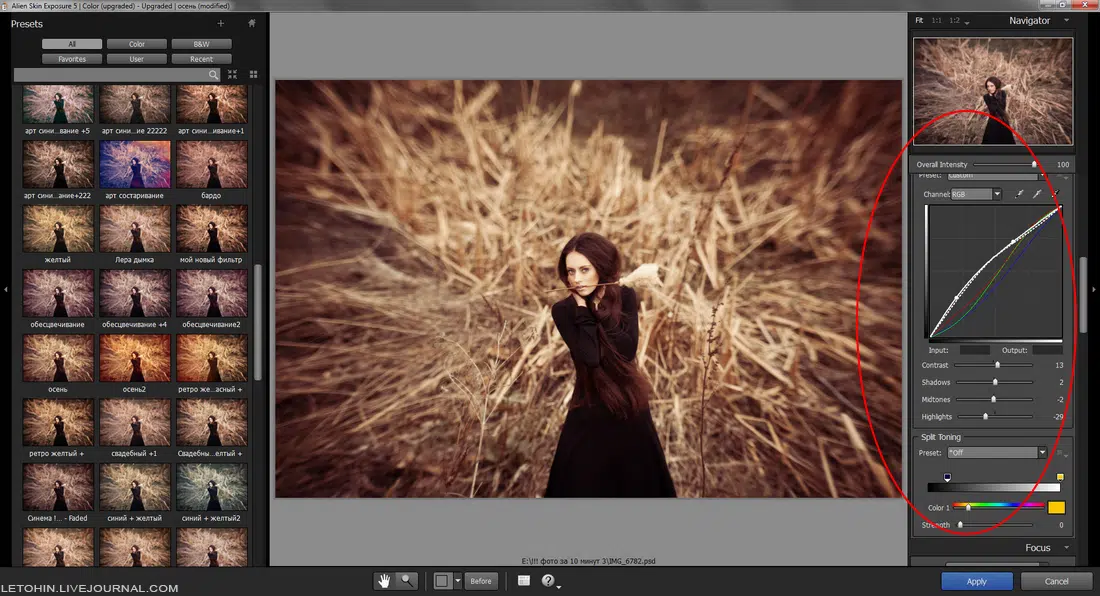 Alien Skin Exposure 5 | Color (upgraded) - Upgraded | осень (modified)
Presets
All Color B&W
Favorites User Recent
арт сини...вание +5 арт сини...ие 22222 арт сини...ивание+1
арт сини...ание+222 арт состаривание бардо
желтый Лера дымка мой новый фильтр
обесцвечивание обесцвечивание +4 обесцвечивание2
осень осень2 ретро же...асный +
ретро желтый + свадебный +1 Свадебны...елтый +
Синема !... - Faded синий + желтый синий + желтый2
LETOHIN.LIVEJOURNAL.COM
E:\!!! фото за 10 минут 3\IMG_6782.psd
Before
Fit 1:1 1:2 Navigator
Overall Intensity 100
Preset: Custom
Channel: RGB
Input: Output:
Contrast 13
Shadows 2
Midtones -2
Highlights -29
Split Toning
Preset: *Off
Color 1
Strength 0
Focus
Apply Cancel